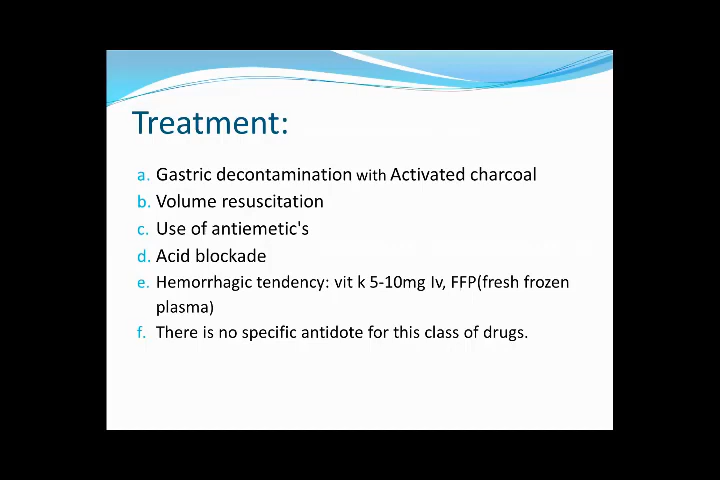 Treatment:
a. Gastric decontamination with Activated charcoal
b. Volume resuscitation
c. Use of antiemetic's
d. Acid blockade
e. Hemorrhagic tendency: vit k 5-10mg Iv, FFP(fresh frozen
plasma)
f. There is no specific antidote for this class of drugs.